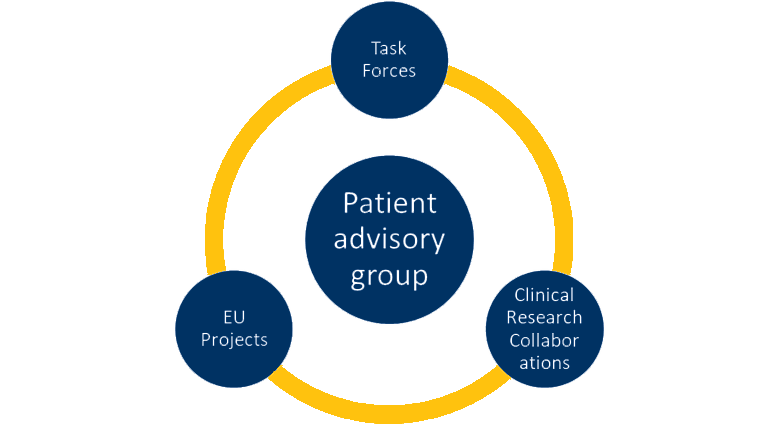 Task
Forces
Patient
advisory
group
EU
Projects
Clinical
Research
Collabor
ations